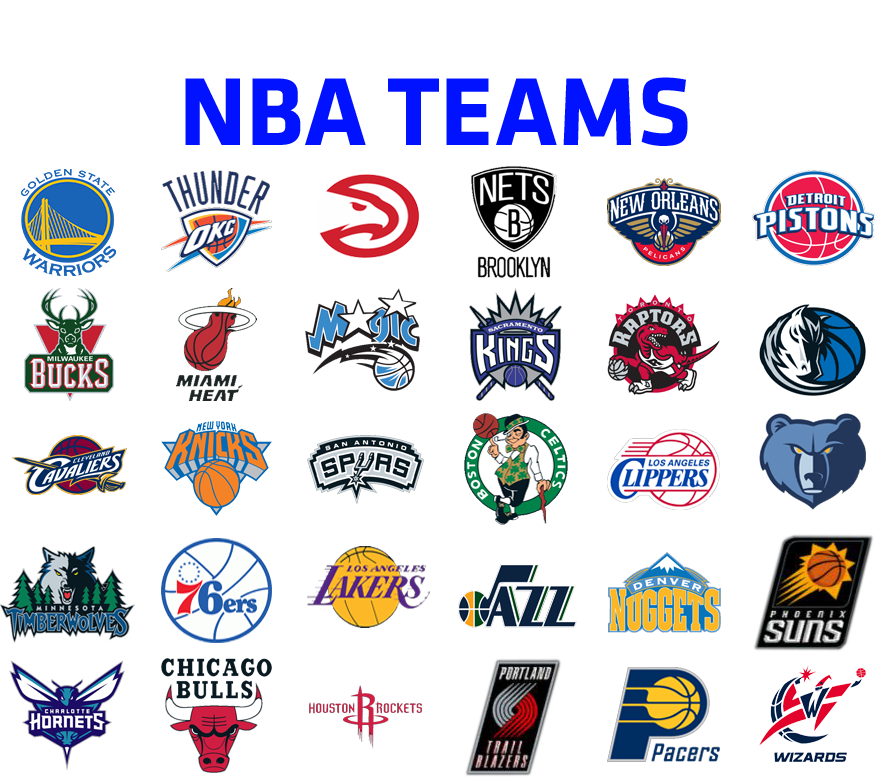 NBA TEAMS
GOLDEN STATE
WARRIORS
THUNDER
OKC
NETS
B
BROOKLYN
NEW ORLEANS
PELICANS
DETROIT
PISTONS
MILWAUKEE
BUCKS
MIAMI
HEAT
MAGIC
SACRAMENTO
KINGS
TORONTO
RAPTORS
CLEVELAND
CAVALIERS
NEW YORK
KNICKS
SAN ANTONIO
SPURS
BOSTON
CELTICS
LOS ANGELES
CLIPPERS
MINNESOTA
TIMBERWOLVES
76ers
LOS ANGELES
LAKERS
JAZZ
DENVER
NUGGETS
PHOENIX
SUNS
CHARLOTTE
HORNETS
CHICAGO
BULLS
HOUSTON R ROCKETS
PORTLAND
TRAIL
BLAZERS
P
Pacers
W
WIZARDS